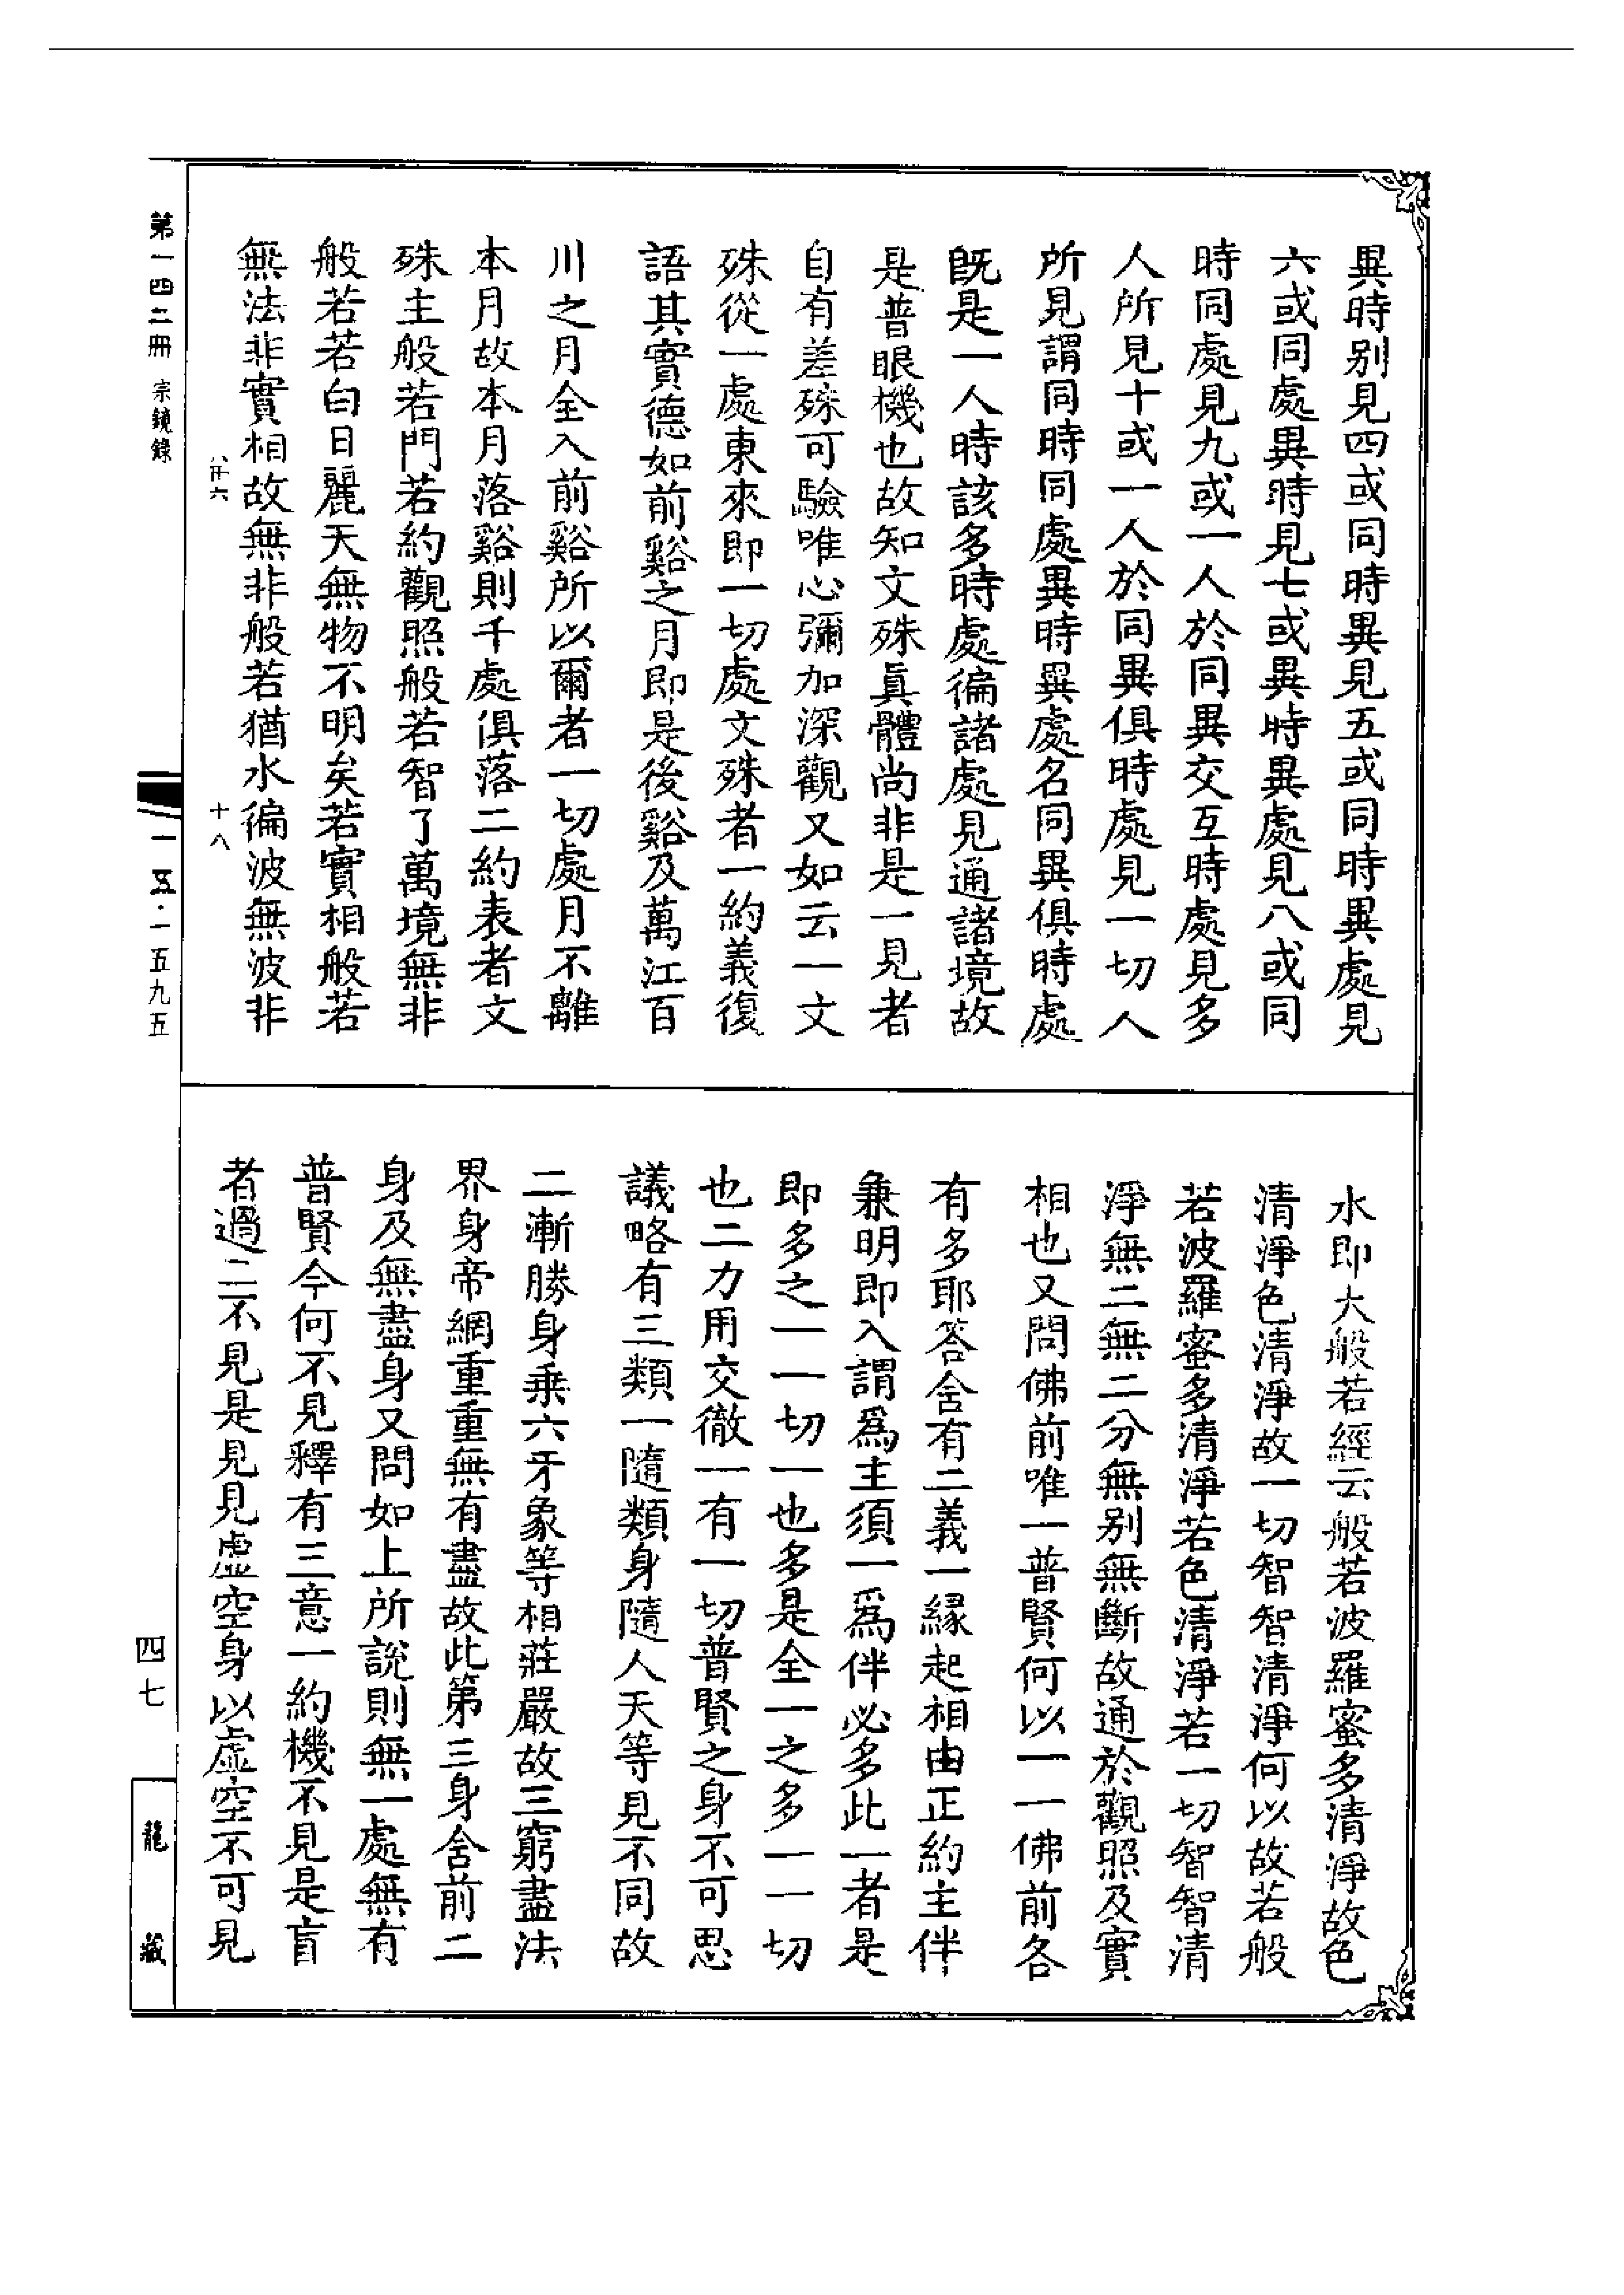 異時别見四或同時異見五或同時異處見
六或同處異時見七或異時異處見八或同
時同處見九或一人於同異交互時處見多
人所見十或一人於同異俱時處見一切人
所見謂同時同處異時異處名同異俱時處
既是一人時該多時處徧諸處見通諸境故
是普眼機也故知文殊眞體尚非是一見者
自有差殊可驗唯心彌加深觀又如云一文
殊從一處東來即一切處文殊者一約義復
語其實德如前谿之月即是後谿及萬江百
川之月全入前谿所以爾者一切處月不離
本月故本月落谿則千處俱落二約表者文
殊主般若門若約觀照般若智了萬境無非
般若若白日麗天無物不明矣若實相般若
無法非實相故無非般若猶水徧波無波非
水即大般若經云般若波羅蜜多清淨故色
清淨色清淨故一切智智清淨何以故若般
若波羅蜜多清淨若色清淨若一切智智清
淨無二無二分無别無斷故通於觀照及實
相也又問佛前唯一普賢何以一一佛前各
有多耶答舍有二義一緣起相由正約主伴
兼明即入謂爲主須一爲伴必多此一者是
即多之一一切一也多是全一之多一一切
也二力用交徹一有一切普賢之身不可思
議略有三類一隨類身隨人天等見不同故
二漸勝身乗六牙象等相莊嚴故三窮盡法
界身帝網重重無有盡故此第三身舍前二
身及無盡身又問如上所說則無一處無有
普賢今何不見釋有三意一約機不見是盲
者過二不見是見見虛空身以虛空不可見
第一四二冊 宗鏡錄
十八
一五·一五九五
四七
龍藏